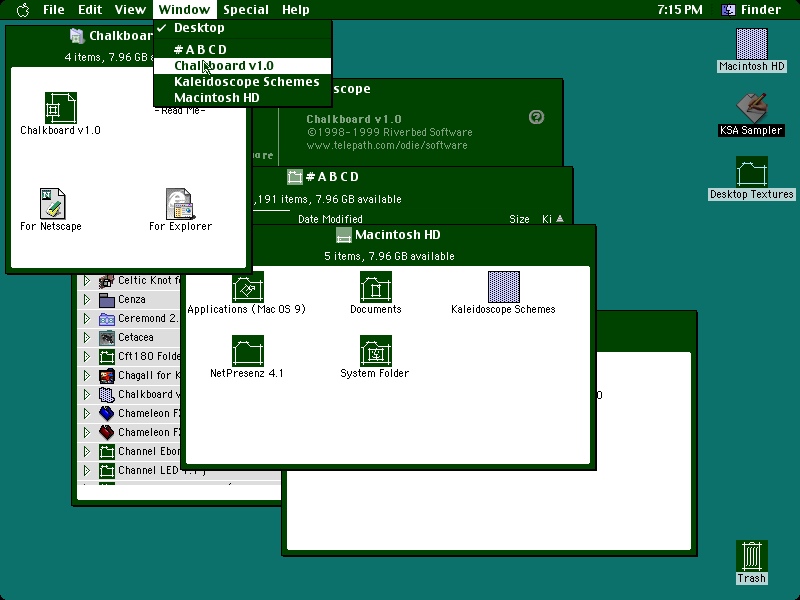 File Edit View Window Special Help 7:15 PM Finder
Desktop
#ABCD
Chalkboard v1.0
Kaleidoscope Schemes
Macintosh HD
Chalkboar
4 items, 7.96 GB a
Chalkboard v1.0
-Read Me-
For Netscape
For Explorer
scope
Chalkboard v1.0
©1998-1999 Riverbed Software
www.telepath.com/odie/software
are
#ABCD
,191 items, 7.96 GB available
Date Modified Size Ki
Macintosh HD
5 items, 7.96 GB available
Applications (Mac OS 9)
Documents
Kaleidoscope Schemes
NetPresenz 4.1
System Folder
Celtic Knot f
Cenza
Ceremond 2.
Cetacea
Cft180 Folde
Chagall for K
Chalkboard v
Chameleon F
Chameleon F
Channel Ebor
Channel LED 1.1
0
Macintosh HD
KSA Sampler
Desktop Textures
Trash